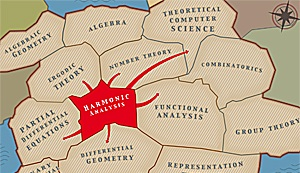 THEORETICAL
COMPUTER
SCIENCE
ALGEBRA
ALGEBRAIC
GEOMETRY
NUMBER THEORY
ERGODIC
THEORY
COMBINATORICS
HARMONIC
ANALYSIS
FUNCTIONAL
ANALYSIS
PARTIAL
DIFFERENTIAL
EQUATIONS
GROUP THEORY
DIFFERENTIAL
GEOMETRY
REPRESENTATION